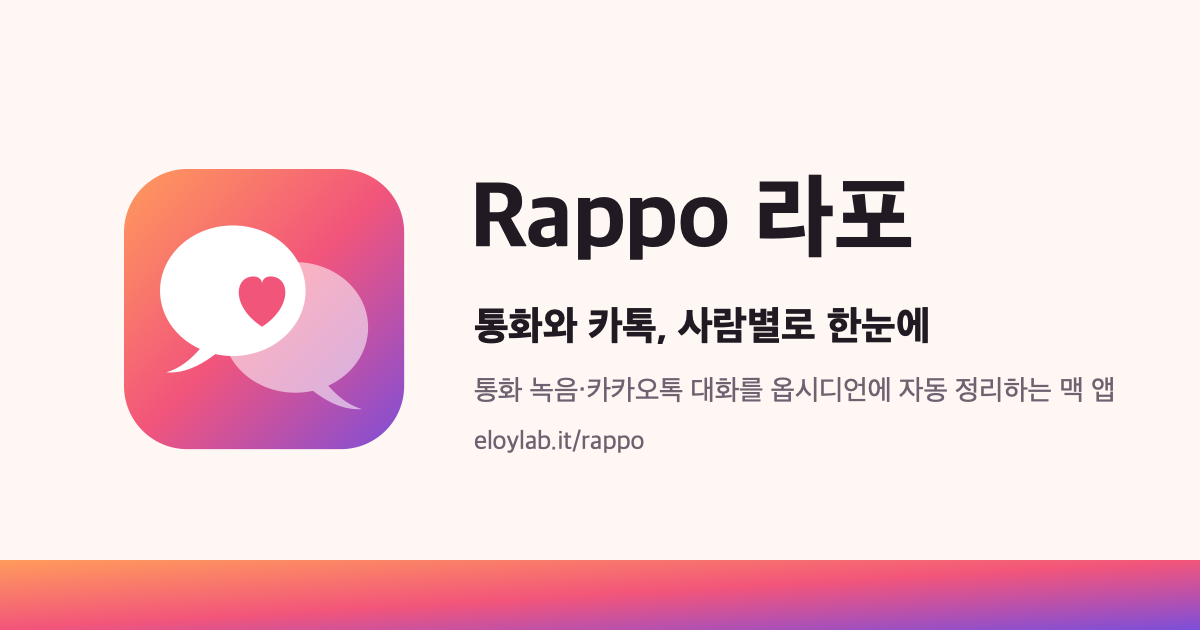 Rappo 라포
통화와 카톡, 사람별로 한눈에
통화 녹음·카카오톡 대화를 옵시디언에 자동 정리하는 맥 앱
eloylab.it/rappo